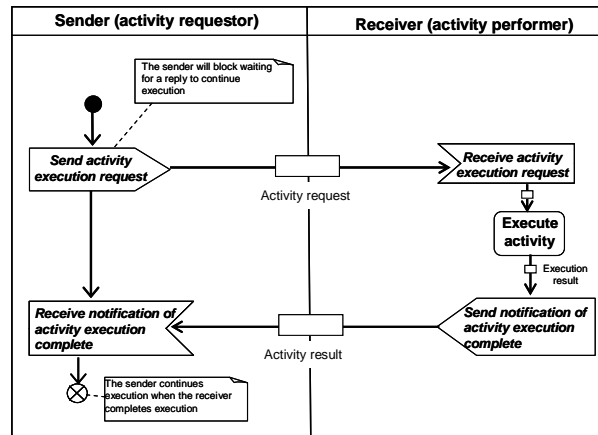 Sender (activity requestor)
Receiver (activity performer)
The sender will block waiting
for a reply to continue
execution
Send activity
execution request
Activity request
Receive activity
execution request
Execute
activity
Execution
result
Receive notification of
activity execution
complete
Activity result
Send notification of
activity execution
complete
The sender continues
execution when the receiver
completes execution